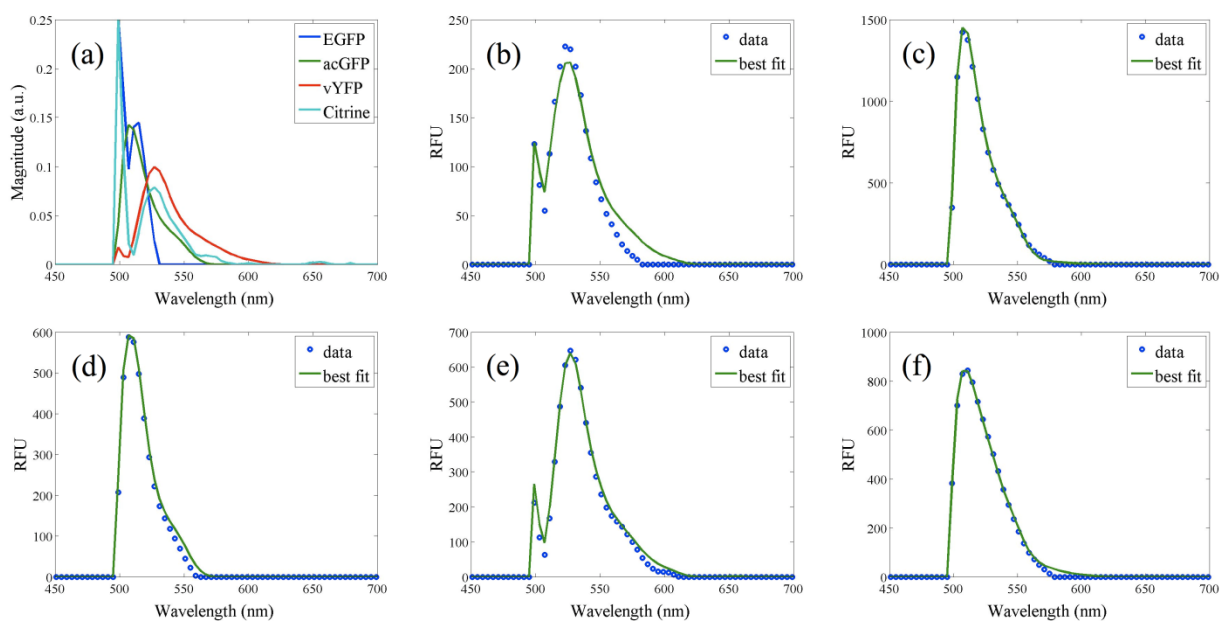 (a)
EGFP
acGFP
vYFP
Citrine
Magnitude (a.u.)
0.25
0.2
0.15
0.1
0.05
0
450 500 550 600 650 700
Wavelength (nm)
(b)
data
best fit
RFU
250
200
150
100
50
0
450 500 550 600 650 700
Wavelength (nm)
(c)
data
best fit
RFU
1500
1000
500
0
450 500 550 600 650 700
Wavelength (nm)
(d)
data
best fit
RFU
600
500
400
300
200
100
0
450 500 550 600 650 700
Wavelength (nm)
(e)
data
best fit
RFU
700
600
500
400
300
200
100
0
450 500 550 600 650 700
Wavelength (nm)
(f)
data
best fit
RFU
1000
800
600
400
200
0
450 500 550 600 650 700
Wavelength (nm)